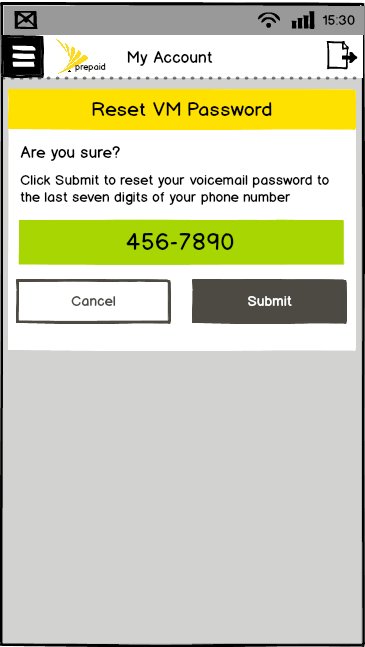 15:30
prepaid
My Account
Reset VM Password
Are you sure?
Click Submit to reset your voicemail password to
the last seven digits of your phone number
456-7890
Cancel
Submit